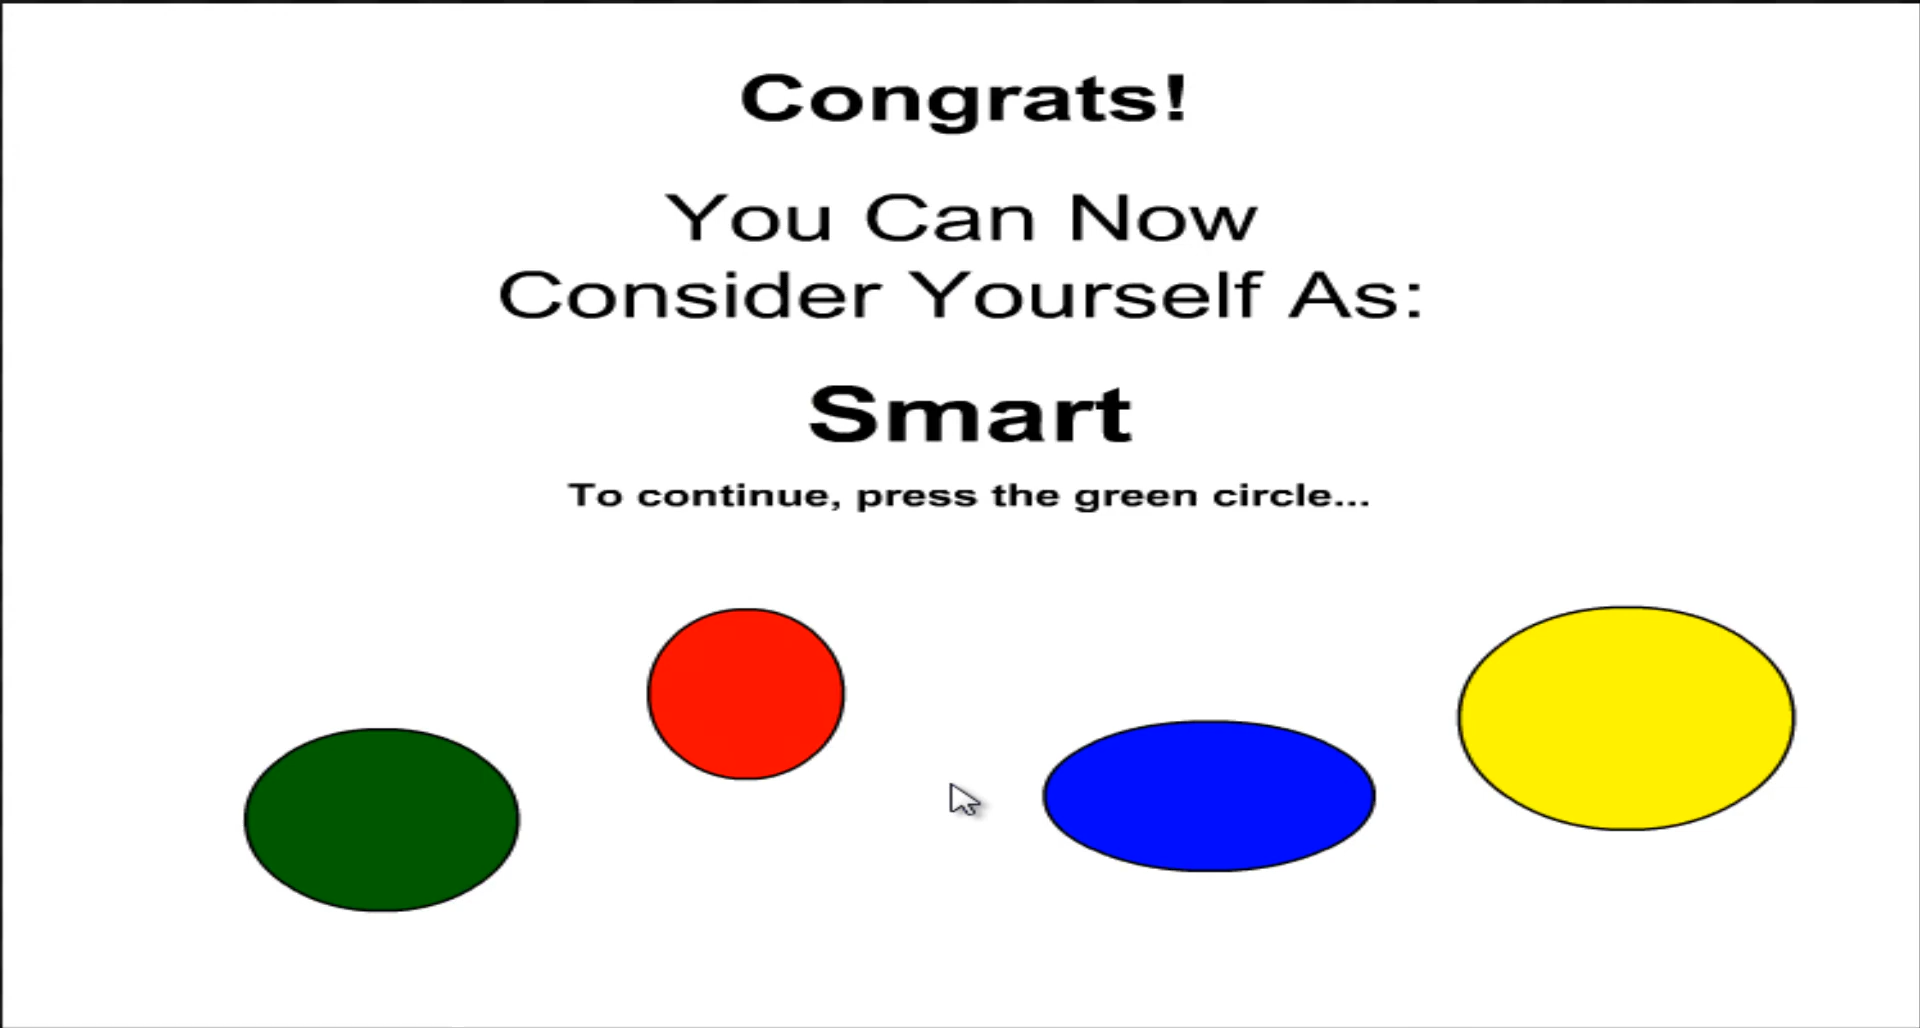 Congrats!
You Can Now
Consider Yourself As:
Smart
To continue, press the green circle...